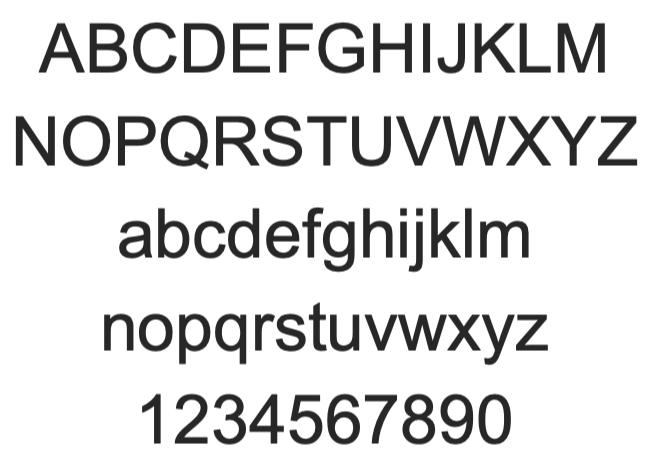 ABCDEFGHIJKLM
NOPQRSTUVWXYZ
abcdefghijklm
nopqrstuvwxyz
1234567890